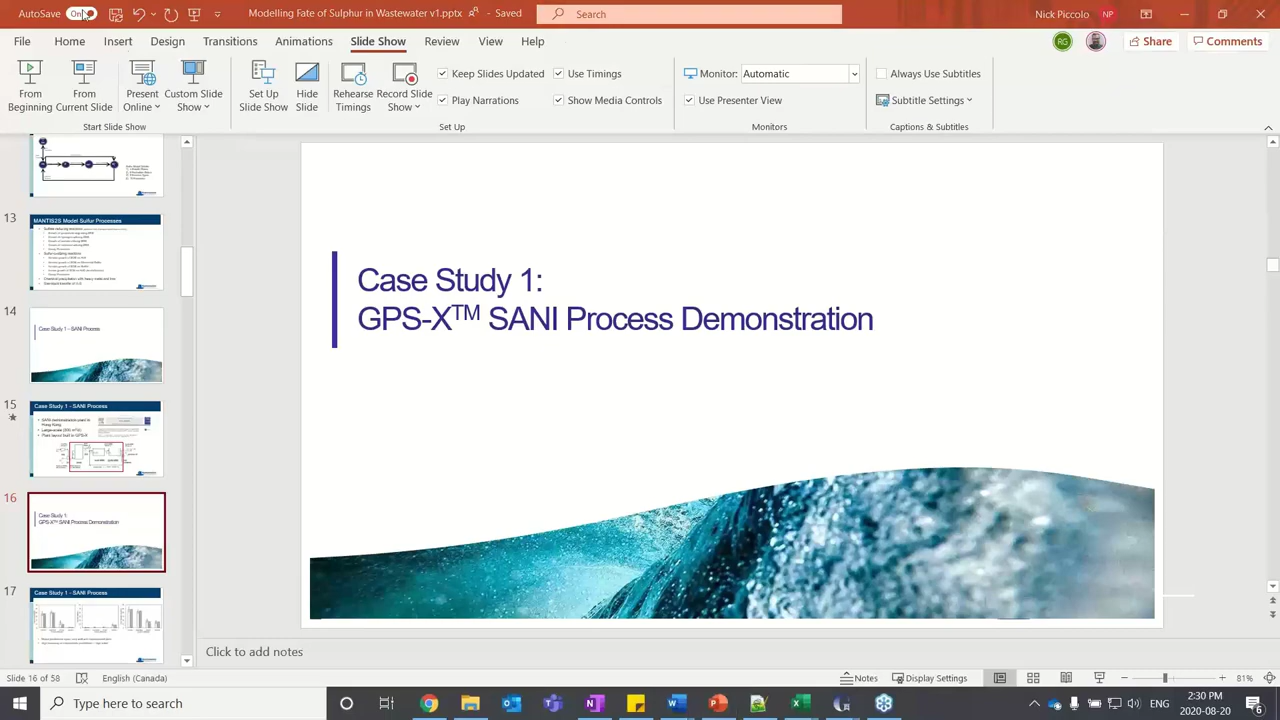 AutoSave On
Modelling of Sulfur.pptx - Saved
Search
Nick Piccolo NP
File Home Insert Design Transitions Animations Slide Show Review View Help
RG Share Comments
From Beginning
From Current Slide
Present Online
Custom Slide Show
Set Up Slide Show
Hide Slide
Rehearse Timings
Record Slide Show
Keep Slides Updated
Use Timings
Play Narrations
Show Media Controls
Monitor: Automatic
Use Presenter View
Always Use Subtitles
Subtitle Settings
Start Slide Show
Set Up
Monitors
Captions & Subtitles
13
MANTIS2S Model Sulfur Processes
14
Case Study 1 - SANI Process
15
Case Study 1 - SANI Process
16
Case Study 1:
GPS-X™ SANI Process Demonstration
17
Case Study 1 - SANI Process
Case Study 1:
GPS-X™ SANI Process Demonstration
Click to add notes
Slide 16 of 58 English (Canada)
Notes Display Settings 81%
Type here to search
2:30 PM
2020-08-20
6